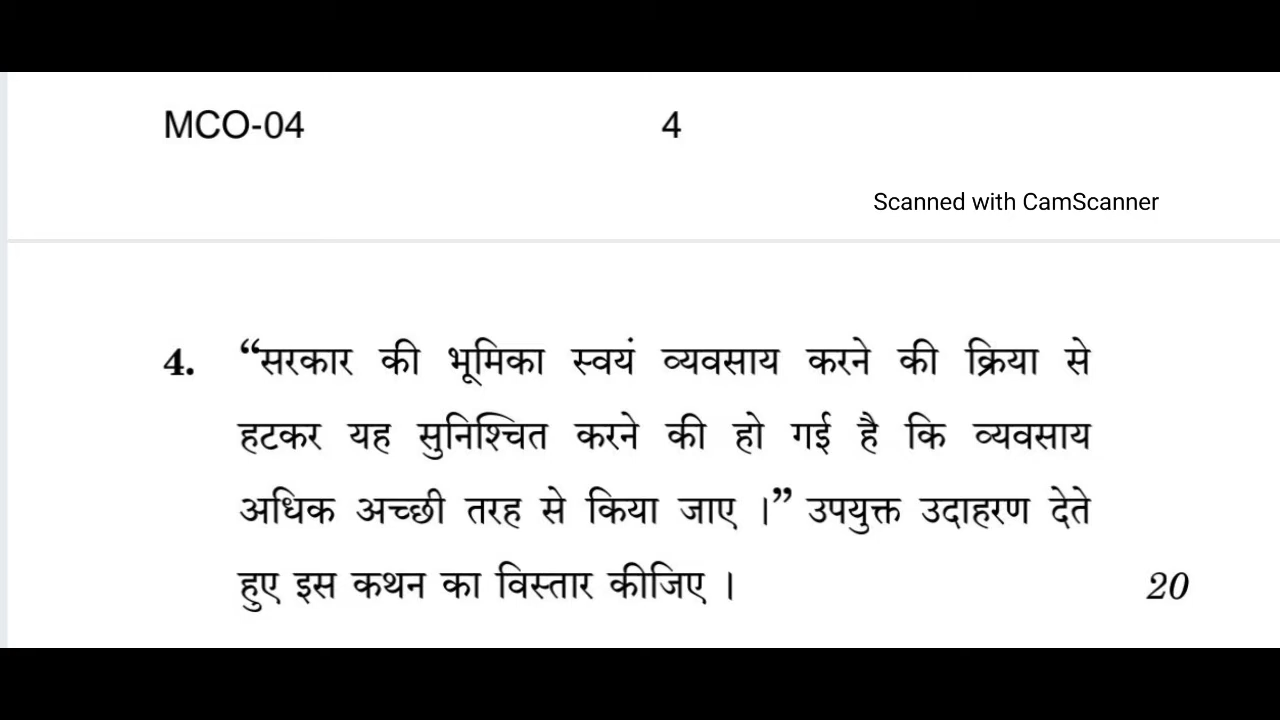 MCO-04 4
Scanned with CamScanner
4. “सरकार की भूमिका स्वयं व्यवसाय करने की क्रिया से
हटकर यह सुनिश्चित करने की हो गई है कि व्यवसाय
अधिक अच्छी तरह से किया जाए ।” उपयुक्त उदाहरण देते
हुए इस कथन का विस्तार कीजिए । 20